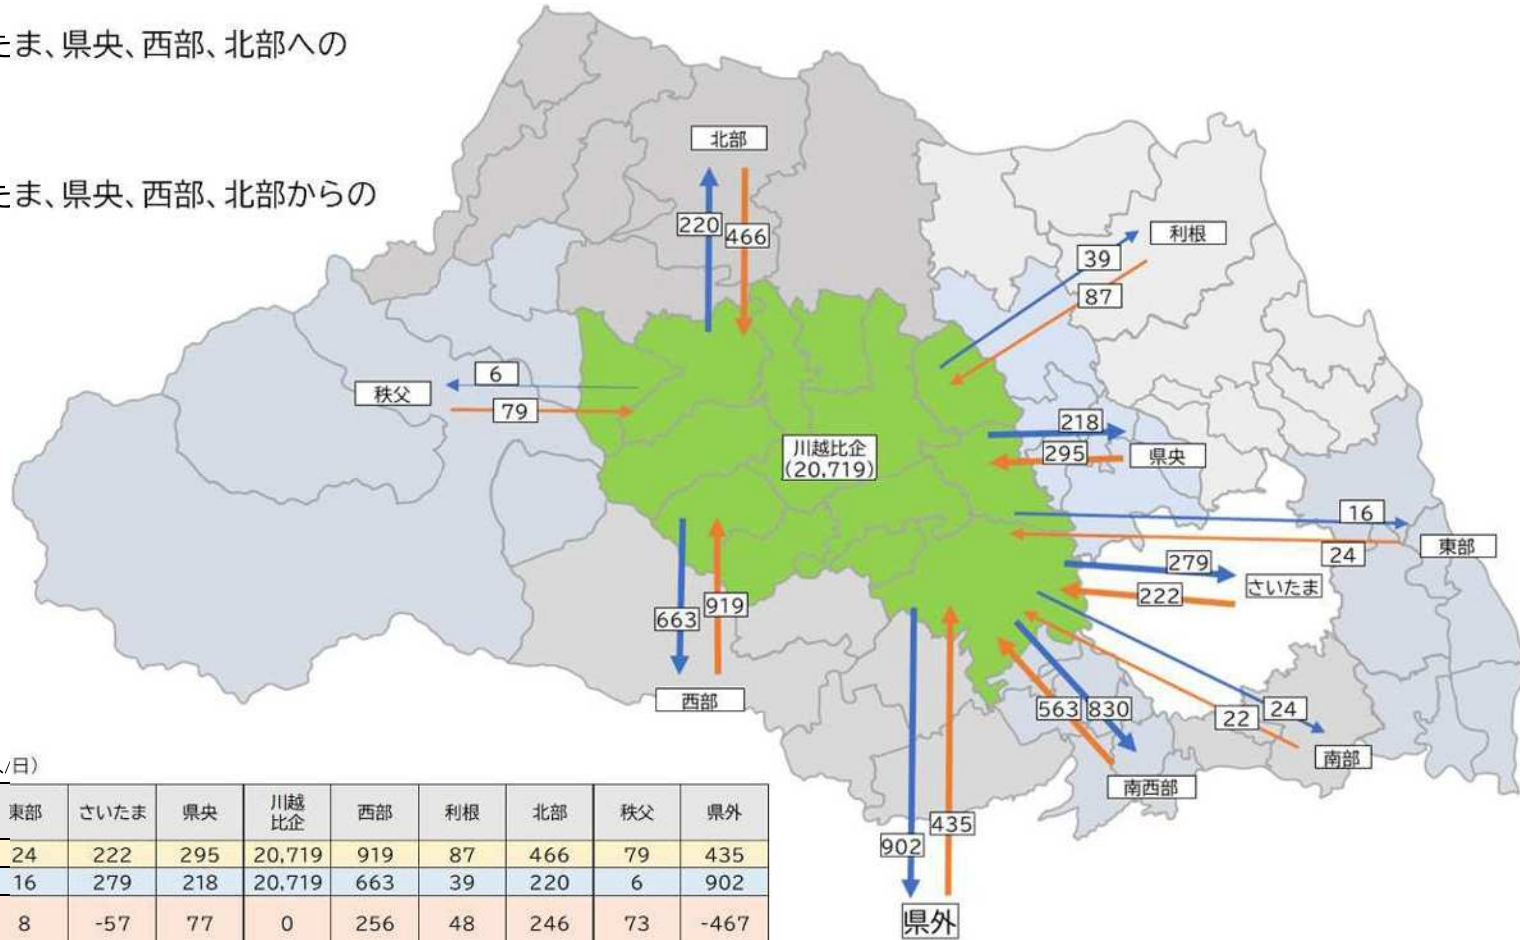 たま、県央、西部、北部への
たま、県央、西部、北部からの
北部
220
466
利根
39
87
秩父
6
79
川越比企
(20,719)
218
295
県央
16
24
東部
279
222
さいたま
663
919
西部
563
830
南西部
24
22
南部
902
435
県外
人/日)
東部 さいたま 県央 川越比企 西部 利根 北部 秩父 県外
24 222 295 20,719 919 87 466 79 435
16 279 218 20,719 663 39 220 6 902
8 -57 77 0 256 48 246 73 -467